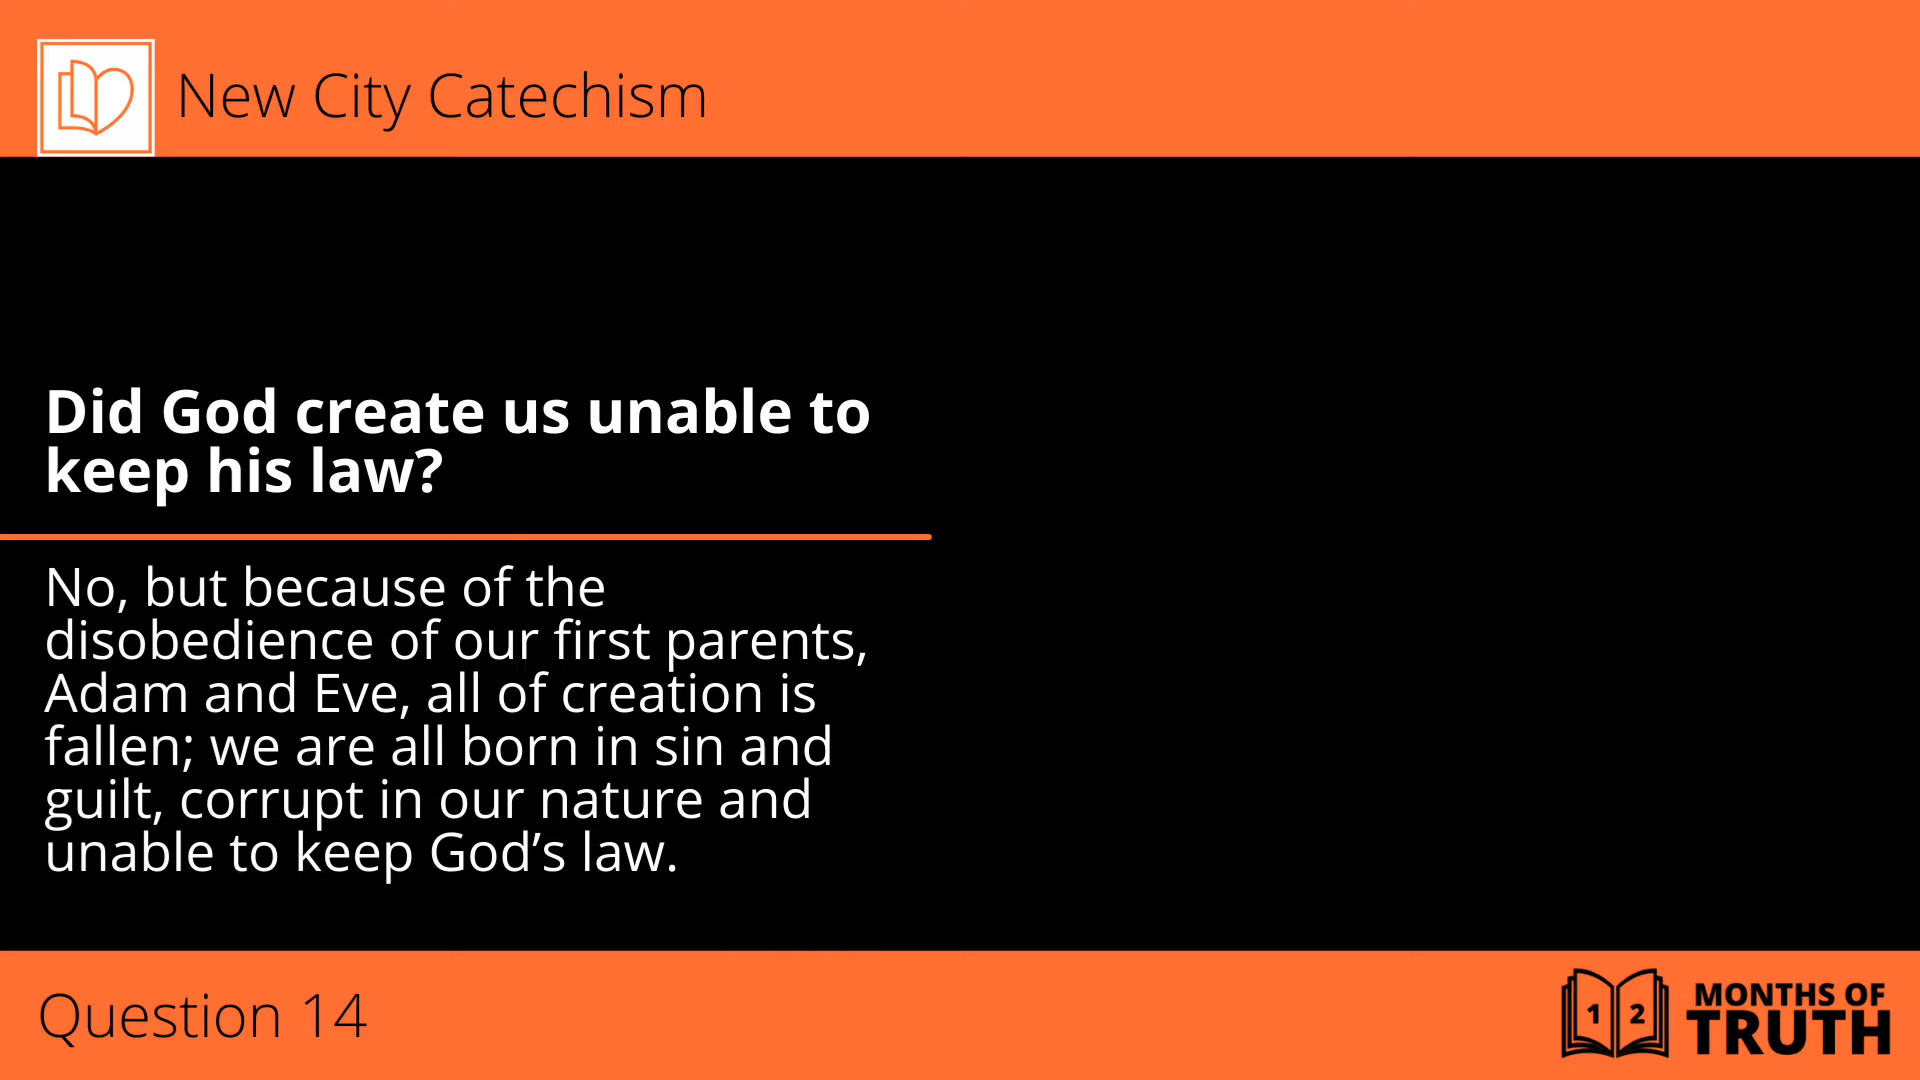 New City Catechism
Did God create us unable to
keep his law?
No, but because of the
disobedience of our first parents,
Adam and Eve, all of creation is
fallen; we are all born in sin and
guilt, corrupt in our nature and
unable to keep God’s law.
Question 14
1 2
MONTHS OF
TRUTH